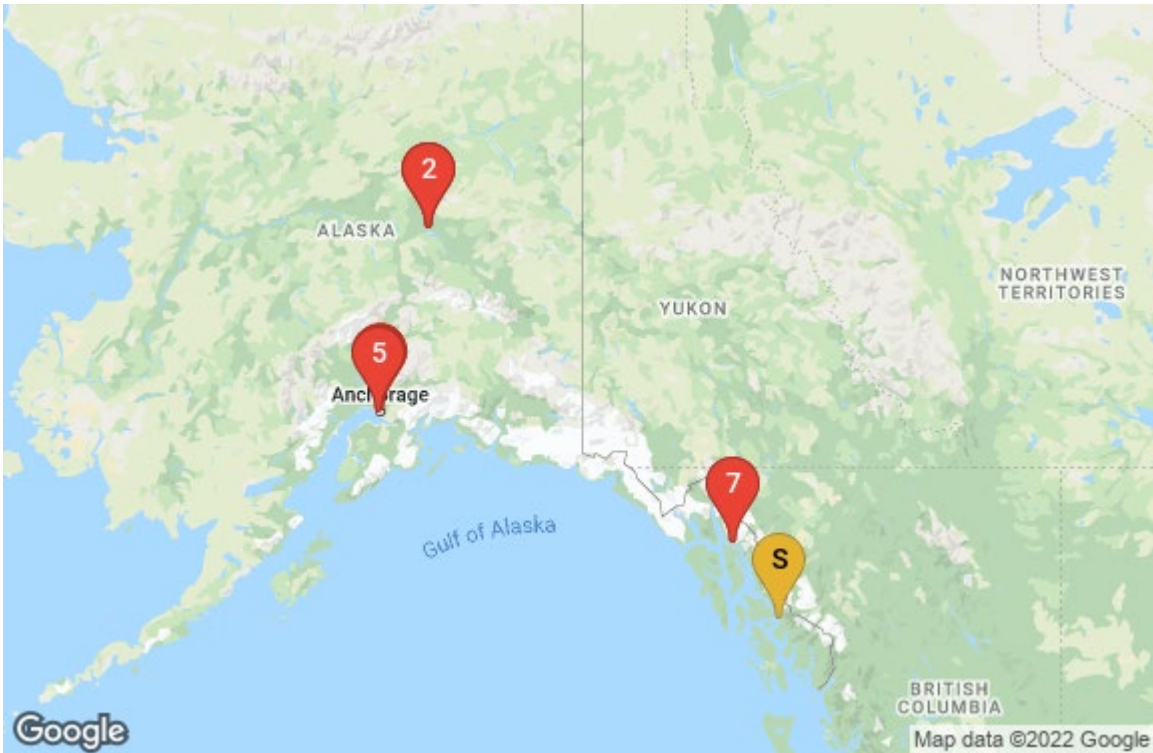 2
ALASKA
NORTHWEST
TERRITORIES
YUKON
5
Anchorage
7
Gulf of Alaska
S
BRITISH
COLUMBIA
Google
Map data ©2022 Google